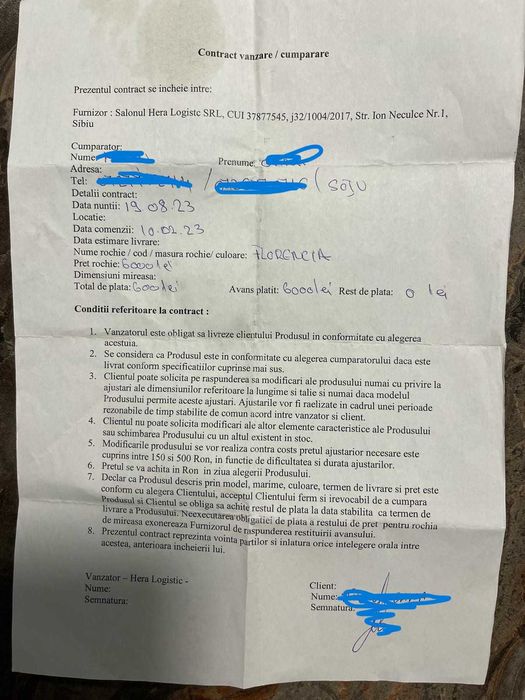 Contract vanzare / cumparare
Prezentul contract se incheie intre:
Furnizor : Salonul Hera Logistc SRL, CUI 37877545, j32/1004/2017, Str. Ion Neculce Nr.1,
Sibiu
Cumparator:
Nume:
Prenume:
Adresa:
Tel: / (SOȚU
Detalii contract:
Data nuntii: 19 08.23
Locatie:
Data comenzii: 10.02.23
Data estimare livrare:
Nume rochie / cod / masura rochie/ culoare: FLORENCIA
Pret rochie: 6000 lei
Dimensiuni mireasa:
Total de plata: 6000 lei Avans platit: 6000 lei Rest de plata: 0 lei
Conditii referitoare la contract :
1. Vanzatorul este obligat sa livreze clientului Produsul in conformitate cu alegerea
acestuia.
2. Se considera ca Produsul este in conformitate cu alegerea cumparatorului daca este
livrat conform specificatiilor cuprinse mai sus.
3. Clientul poate solicita pe raspunderea sa modificari ale produsului numai cu privire la
ajustari ale dimensiunilor referitoare la lungime si talie si numai daca modelul
Produsului permite aceste ajustari. Ajustarile vor fi raelizate in cadrul unei perioade
rezonabile de timp stabilite de comun acord intre vanzator si client.
4. Clientul nu poate solicita modificari ale altor elemente caracteristice ale Produsului
sau schimbarea Produsului cu un altul existent in stoc.
5. Modificarile produsului se vor realiza contra costs pretul ajustarior necesare este
cuprins intre 150 si 500 Ron, in functie de dificultatea si durata ajustarilor.
6. Pretul se va achita in Ron in ziua alegerii Produsului.
7. Declar ca Produsul descris prin model, marime, culoare, termen de livrare si pret este
conform cu alegera Clientului, acceptul Clientului ferm si irevocabil de a cumpara
Produsul si Clientul se obliga sa achite restul de plata la data stabilita ca termen de
livrare a Produsului. Neexecutarea obligatiei de plata a restului de pret pentru rochia
de mireasa exonereaza Furnizorul de raspunderea restituirii avansului.
8. Prezentul contract reprezinta vointa partilor si inlatura orice intelegere orala intre
acestea, anterioara incheierii lui.
Vanzator – Hera Logistic -
Nume:
Semnatura:
Client:
Nume:
Semnatura: